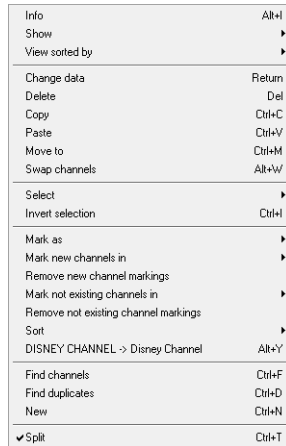 Info Alt+I
Show
View sorted by
Change data Return
Delete Del
Copy Ctrl+C
Paste Ctrl+V
Move to Ctrl+M
Swap channels Alt+W
Select
Invert selection Ctrl+I
Mark as
Mark new channels in
Remove new channel markings
Mark not existing channels in
Remove not existing channel markings
Sort
DISNEY CHANNEL -> Disney Channel Alt+Y
Find channels Ctrl+F
Find duplicates Ctrl+D
New Ctrl+N
Split Ctrl+T